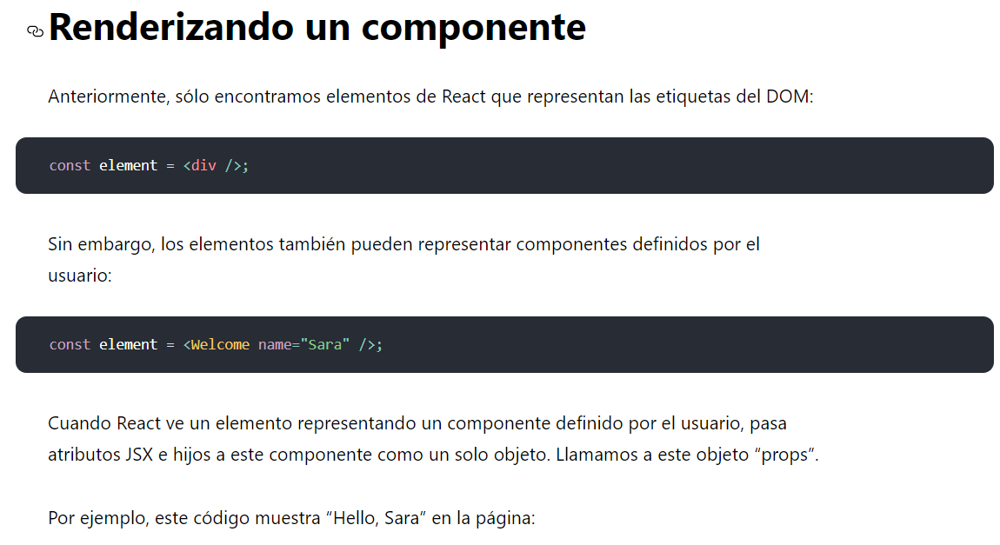 Renderizando un componente
Anteriormente, sólo encontramos elementos de React que representan las etiquetas del DOM:
const element = <div />;
Sin embargo, los elementos también pueden representar componentes definidos por el
usuario:
const element = <Welcome name="Sara" />;
Cuando React ve un elemento representando un componente definido por el usuario, pasa
atributos JSX e hijos a este componente como un solo objeto. Llamamos a este objeto “props”.
Por ejemplo, este código muestra “Hello, Sara” en la página: